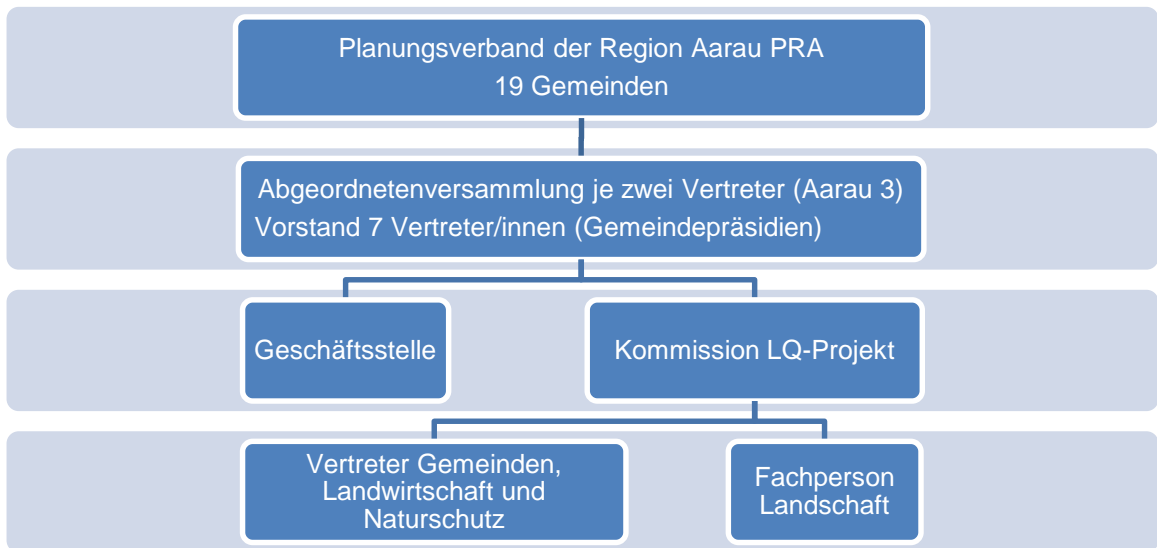 Planungsverband der Region Aarau PRA
19 Gemeinden
Abgeordnetenversammlung je zwei Vertreter (Aarau 3)
Vorstand 7 Vertreter/innen (Gemeindepräsidien)
Geschäftsstelle
Kommission LQ-Projekt
Vertreter Gemeinden,
Landwirtschaft und
Naturschutz
Fachperson
Landschaft